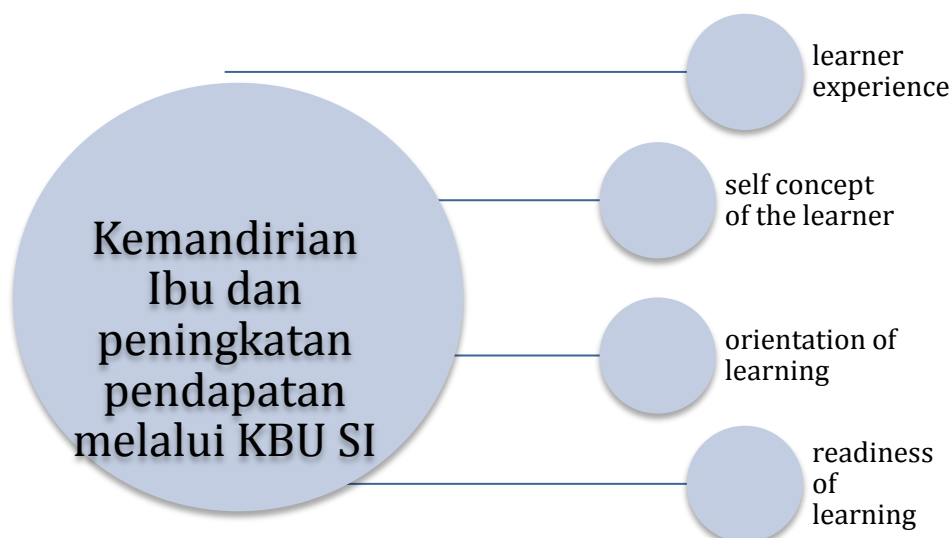 Kemandirian
Ibu dan
peningkatan
pendapatan
melalui KBU SI
learner
experience
self concept
of the learner
orientation of
learning
readiness
of
learning